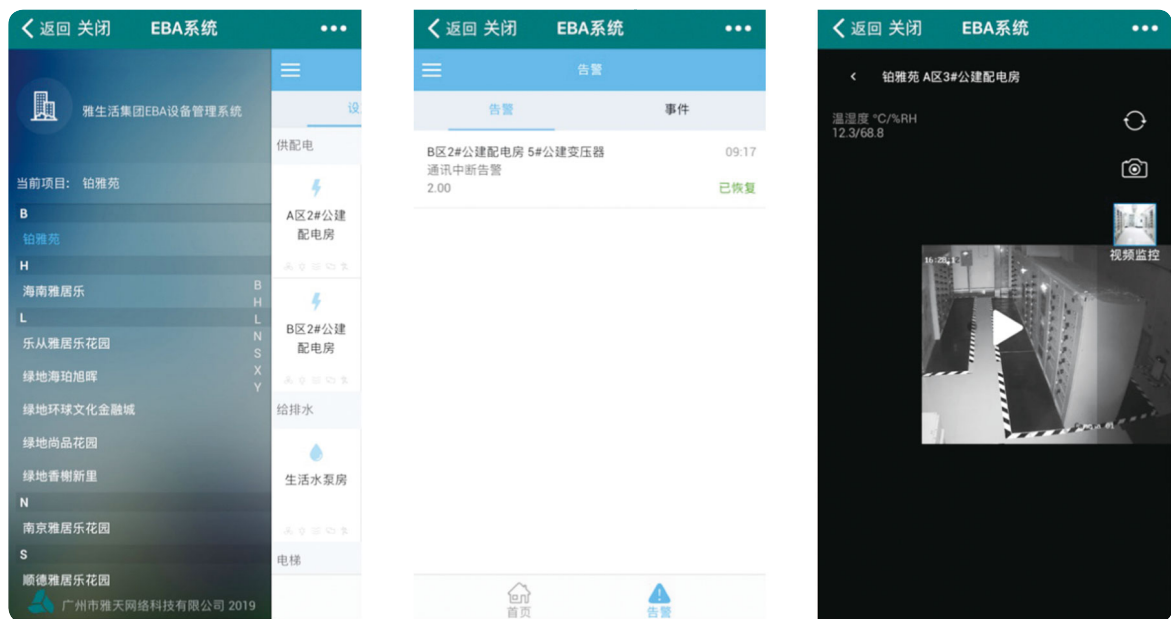 返回 关闭 EBA系统
雅生活集团EBA设备管理系统
当前项目: 铂雅苑
B
铂雅苑
H
海南雅居乐
L
乐从雅居乐花园
绿地海珀旭晖
绿地环球文化金融城
绿地尚品花园
绿地香榭新里
N
南京雅居乐花园
S
顺德雅居乐花园
广州市雅天网络科技有限公司 2019
B
H
L
N
S
X
Y
设
供配电
A区2#公建
配电房
B区2#公建
配电房
给排水
生活水泵房
电梯
返回 关闭 EBA系统
告警
告警 事件
B区2#公建配电房 5#公建变压器 09:17
通讯中断告警
2.00 已恢复
首页 告警
返回 关闭 EBA系统
铂雅苑 A区3#公建配电房
温湿度 °C/%RH
12.3/68.8
视频监控